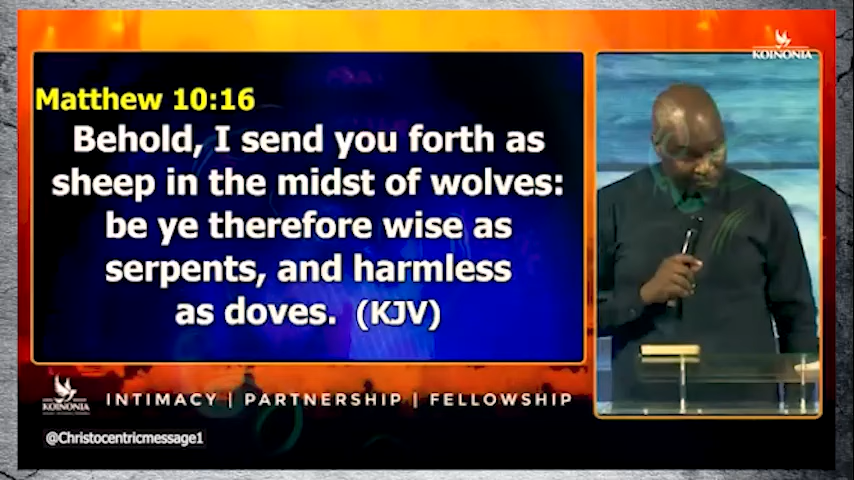 KOINONIA
Matthew 10:16
Behold, I send you forth as
sheep in the midst of wolves:
be ye therefore wise as
serpents, and harmless
as doves. (KJV)
KOINONIA
INTIMACY | PARTNERSHIP | FELLOWSHIP
@Christocentricmessage1